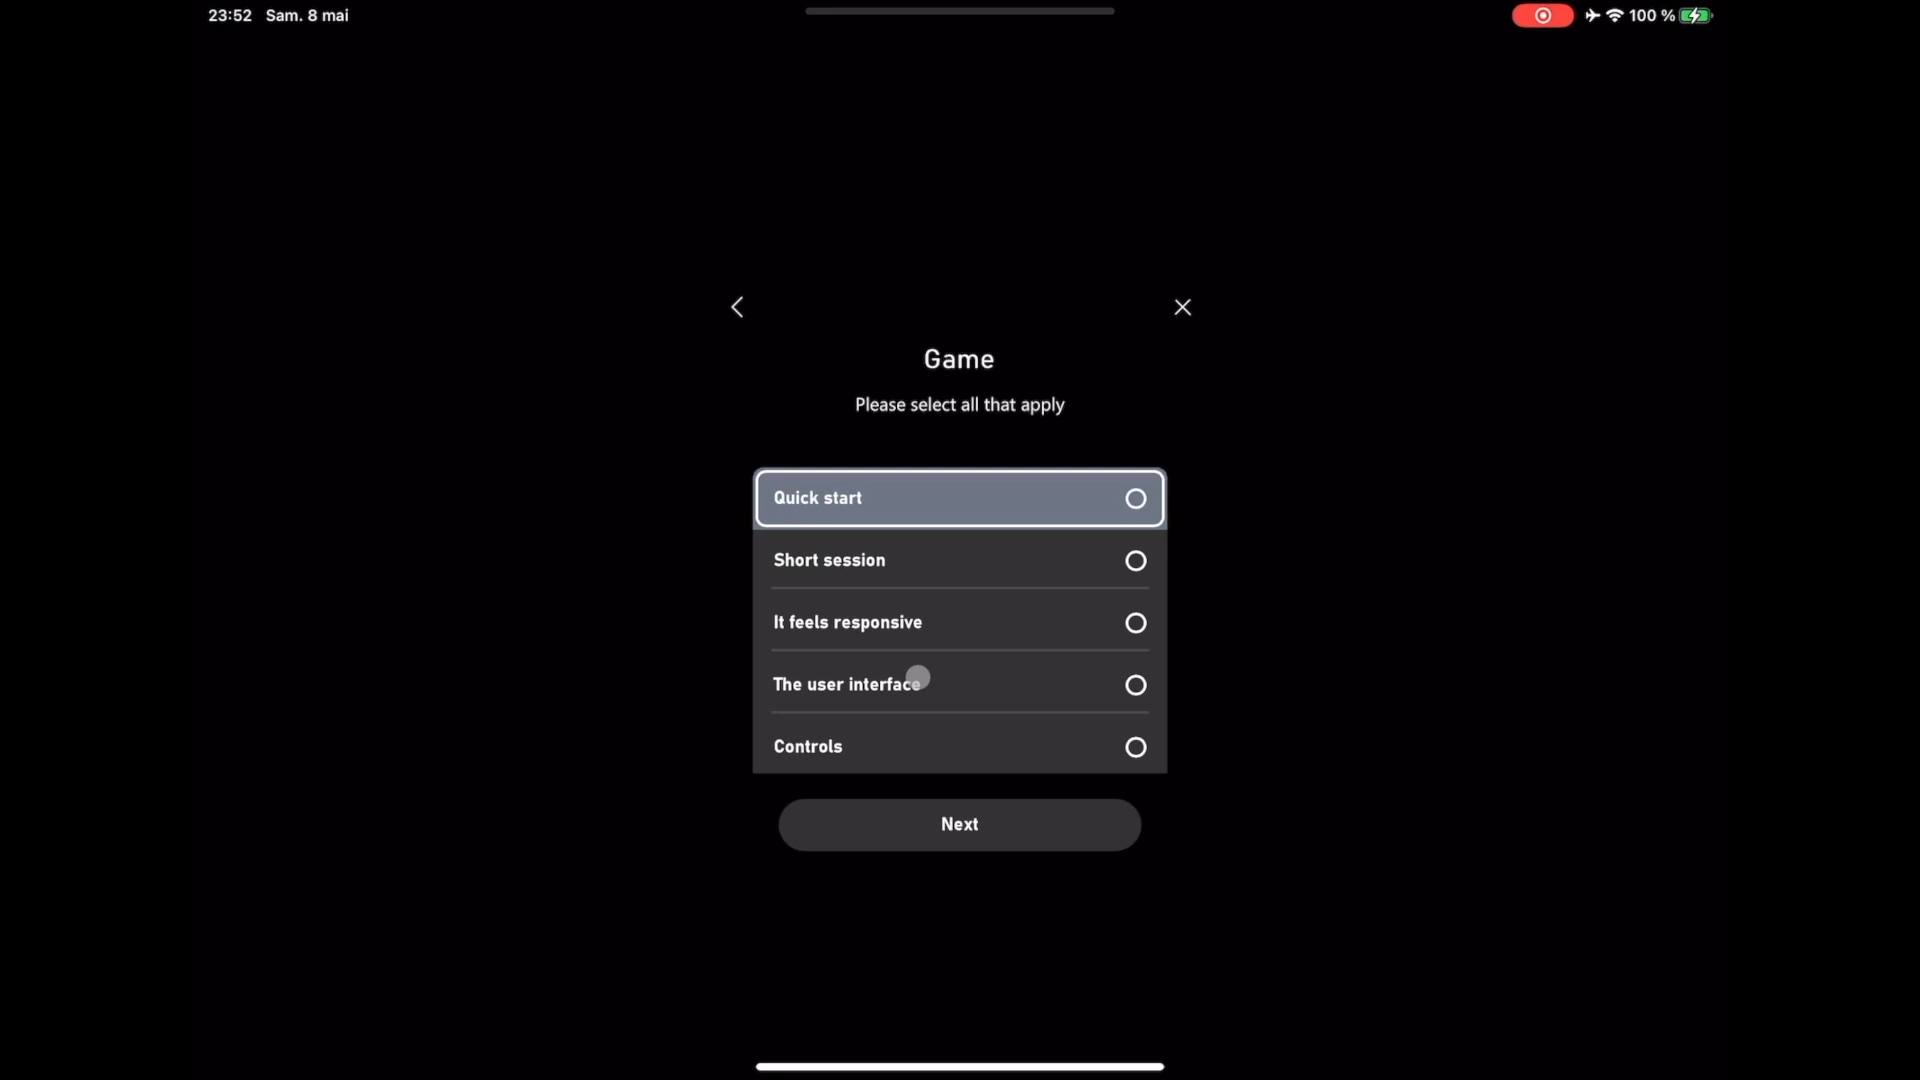 23:52 Sam. 8 mai
100 %
Game
Please select all that apply
Quick start
Short session
It feels responsive
The user interface
Controls
Next